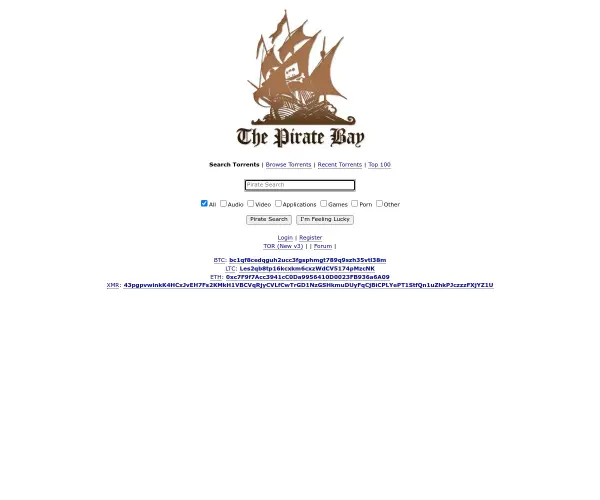 The Pirate Bay
Search Torrents | Browse Torrents | Recent Torrents | Top 100
Pirate Search
All Audio Video Applications Games Porn Other
Pirate Search I'm Feeling Lucky
Login | Register
TOR (New v3) | | Forum |
BTC:
LTC:
ETH: 0xc7F9f7Acc3941cC0Da9956410D0023FB936a6A09
XMR: